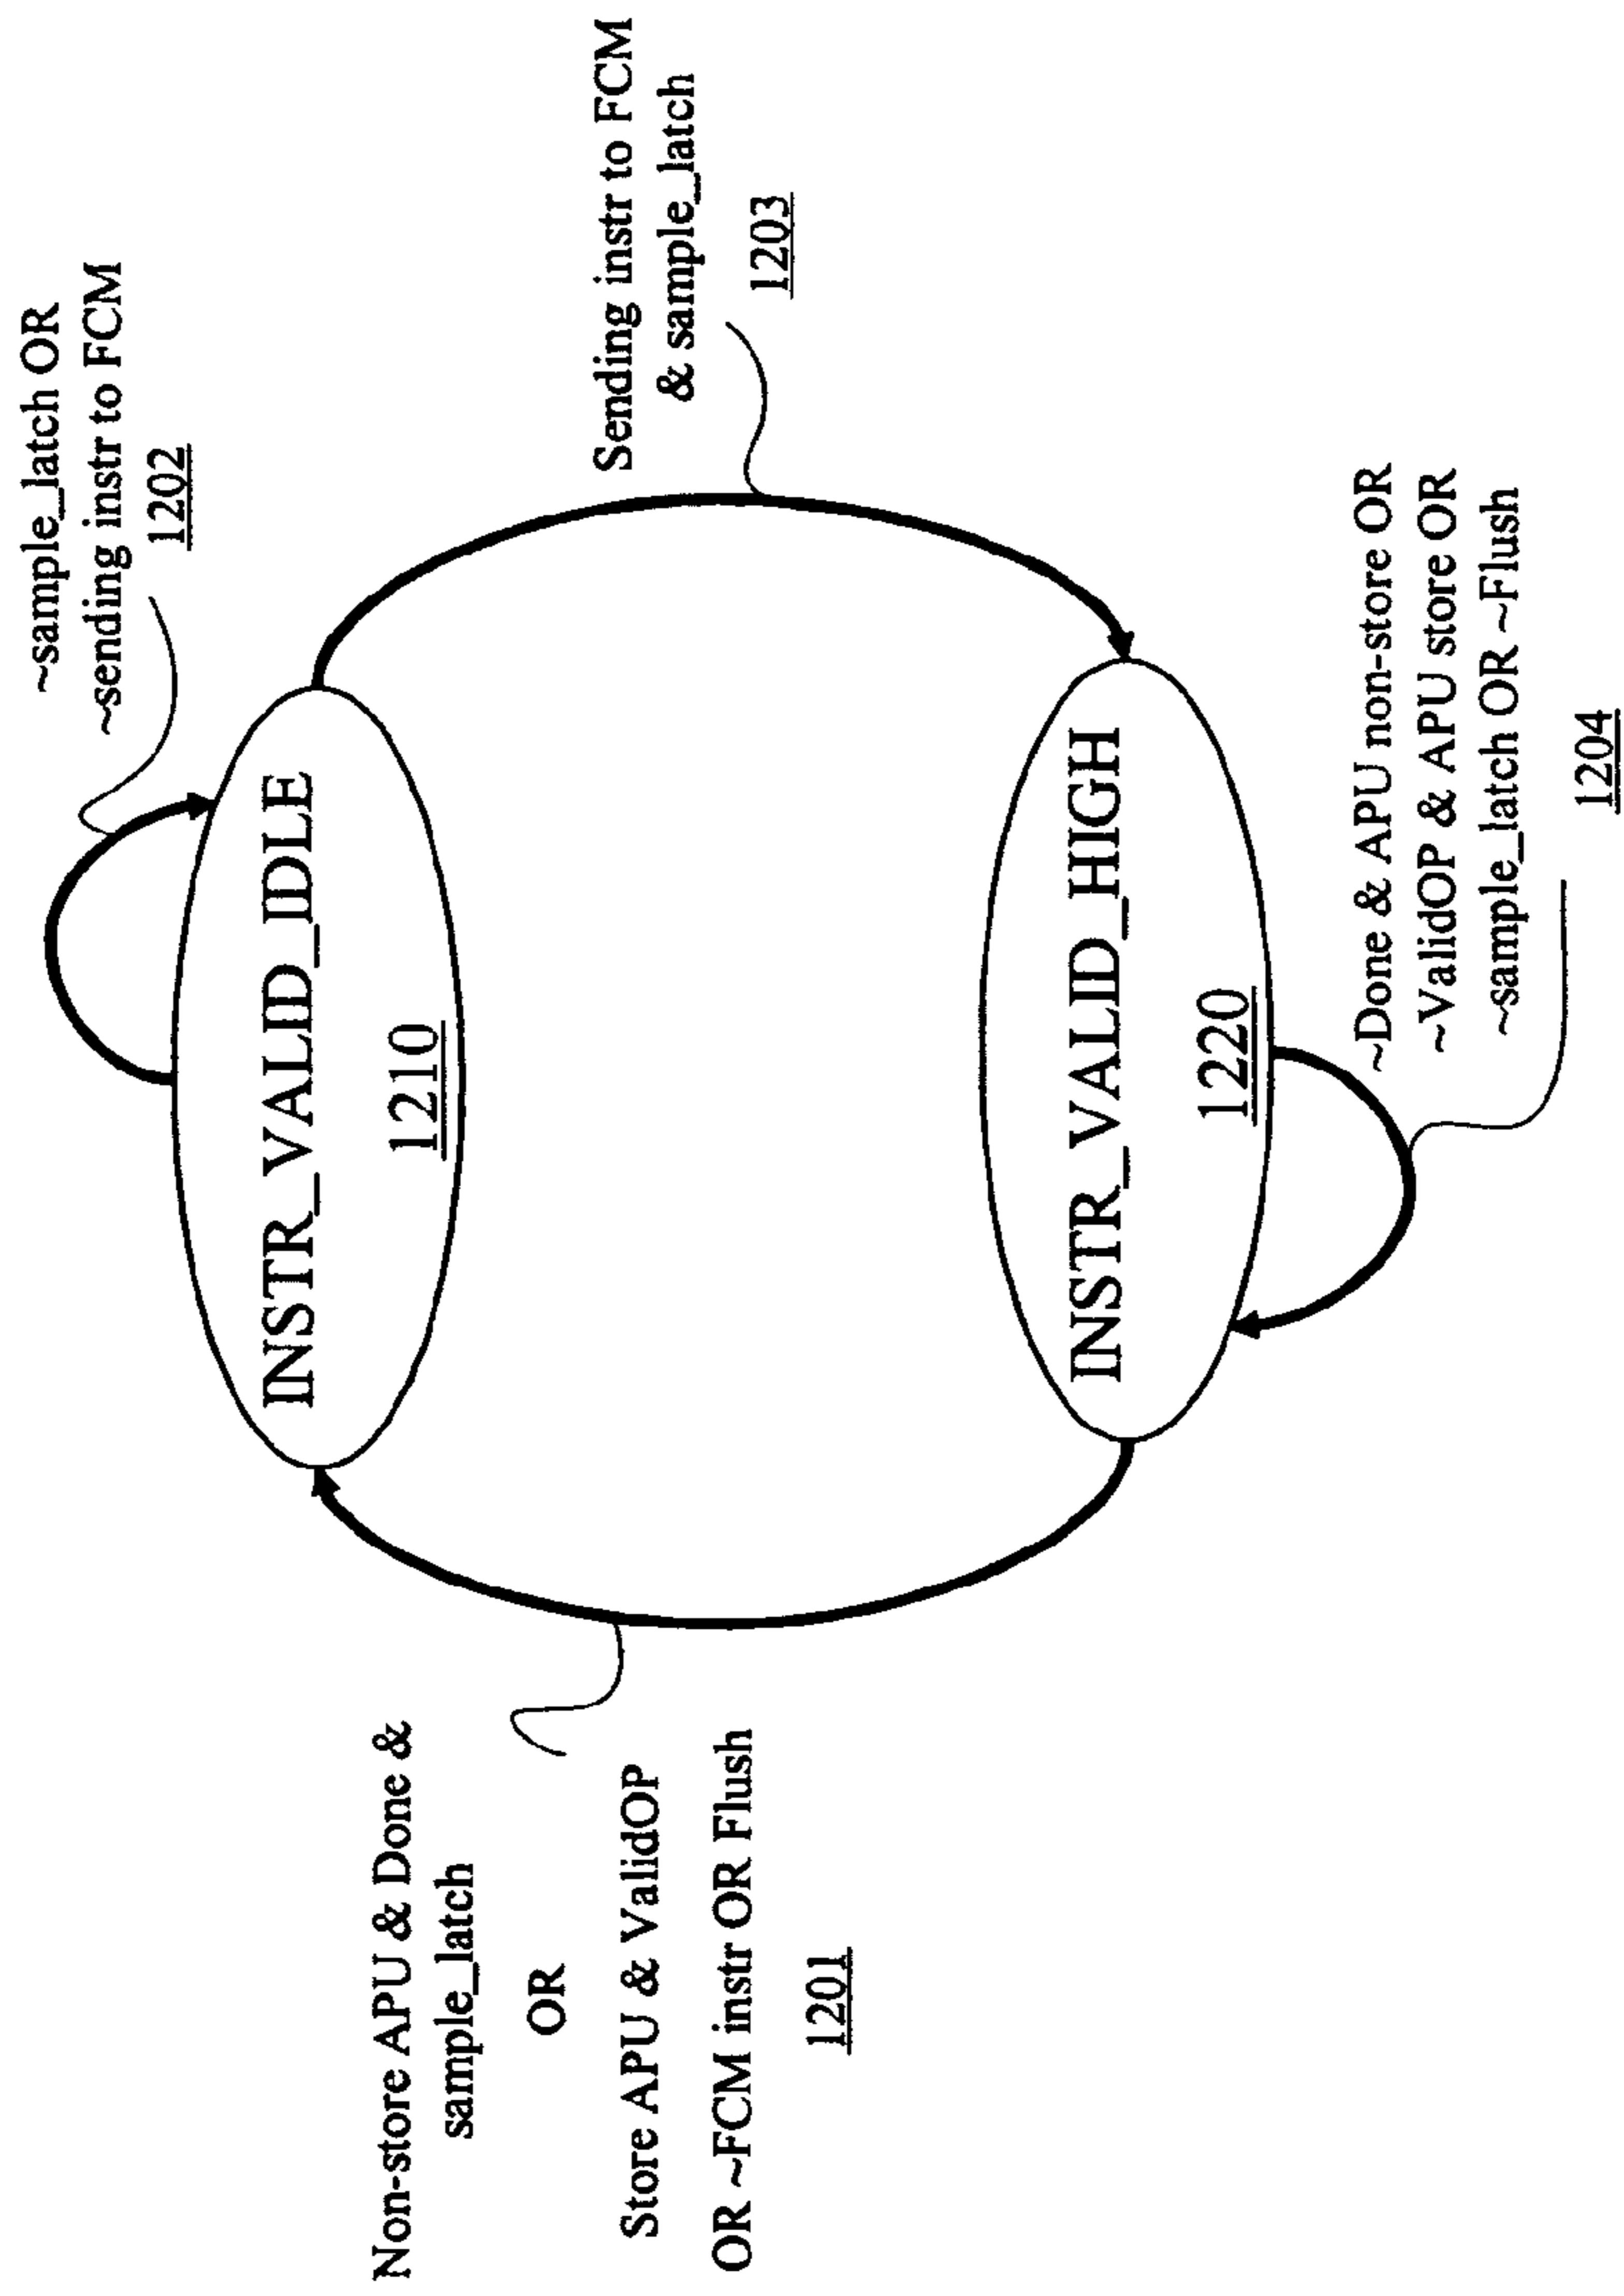 ~sample_latch OR
~sending instr to FCM
1202
INSTR_VALID_IDLE
1210
Non-store APU & Done &
sample_latch
OR
Store APU & ValidOP
OR ~FCM instr OR Flush
1201
Sending instr to FCM
& sample_latch
1203
INSTR_VALID_HIGH
1220
~Done & APU non-store OR
~ValidOP & APU store OR
~sample_latch OR ~Flush
1204